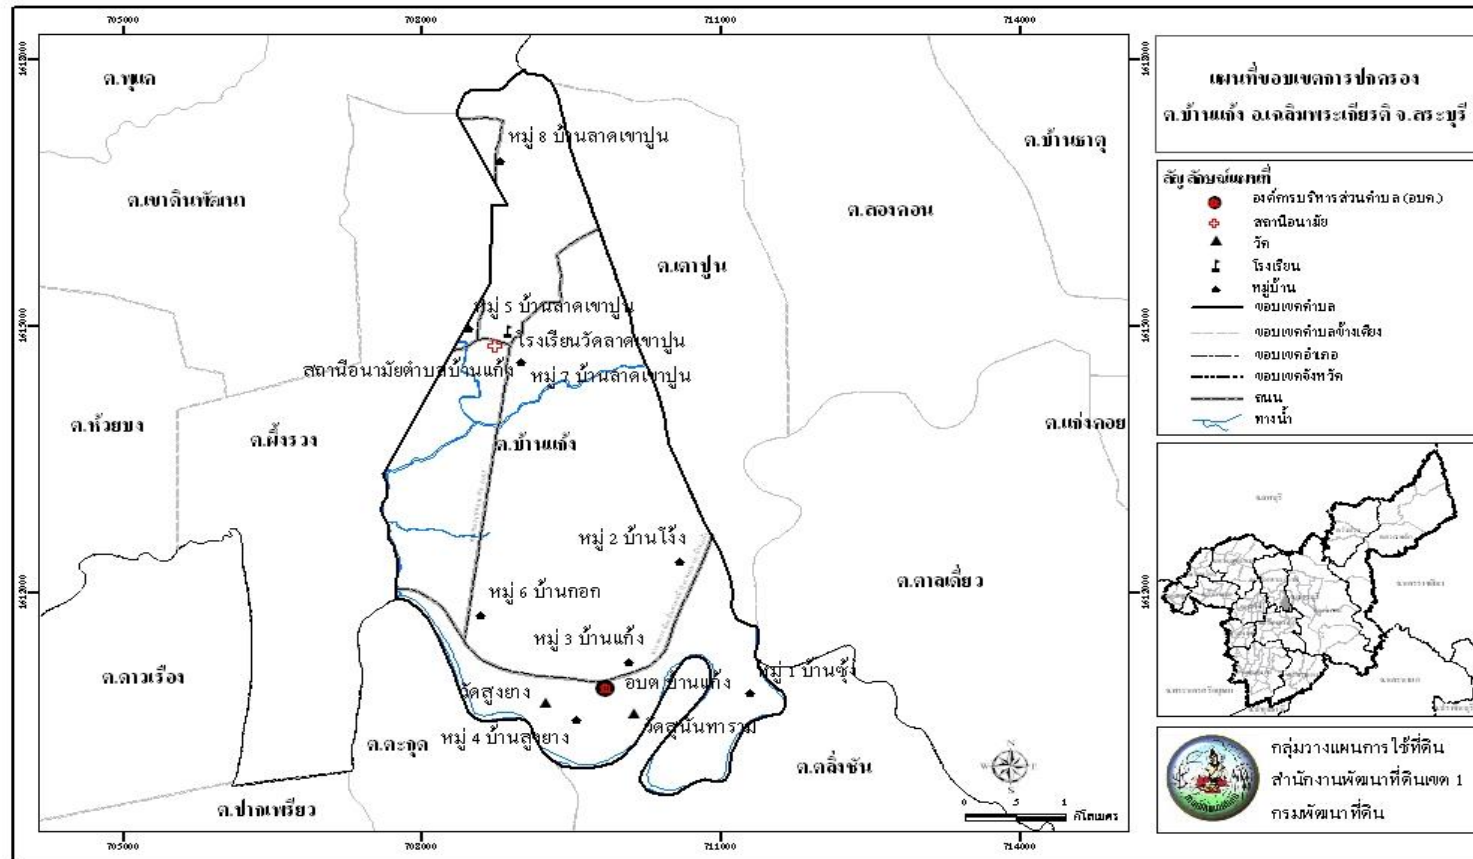 705000
708000
711000
714000
แผนที่ขอบเขตการปกครอง
ต.บ้านแก้ง อ.เฉลิมพระเกียรติ จ.สระบุรี
ต.พุแค
หมู่ 8 บ้านลาดเขาปูน
ต.บ้านธาตุ
ต.เขาดินพัฒนา
ต.สองคอน
ต.เตาปูน
หมู่ 5 บ้านลาดเขาปูน
โรงเรียนวัดลาดเขาปูน
สถานีอนามัยตำบลบ้านแก้ง
หมู่ 7 บ้านลาดเขาปูน
ต.ห้วยบง
ต.ผึ้งรวง
ต.บ้านแก้ง
ต.แก่งคอย
หมู่ 2 บ้านโง้ง
ต.ตาลเดี่ยว
หมู่ 6 บ้านกอก
หมู่ 3 บ้านแก้ง
ต.ดาวเรือง
หมู่ 1 บ้านซุ้ง
วัดสูงยาง
อบต.บ้านแก้ง
วัดสุนันทาราม
หมู่ 4 บ้านสูงยาง
ต.ตะกุด
ต.ตลิ่งชัน
ต.ปากเพรียว
N
W
E
S
0 .5 1
กิโลเมตร
705000
708000
711000
714000
สัญลักษณ์แผนที่
องค์การบริหารส่วนตำบล (อบต.)
สถานีอนามัย
วัด
โรงเรียน
หมู่บ้าน
ขอบเขตตำบล
ขอบเขตตำบลข้างเคียง
ขอบเขตอำเภอ
ขอบเขตจังหวัด
ถนน
ทางน้ำ
กลุ่มวางแผนการใช้ที่ดิน
สำนักงานพัฒนาที่ดินเขต 1
กรมพัฒนาที่ดิน